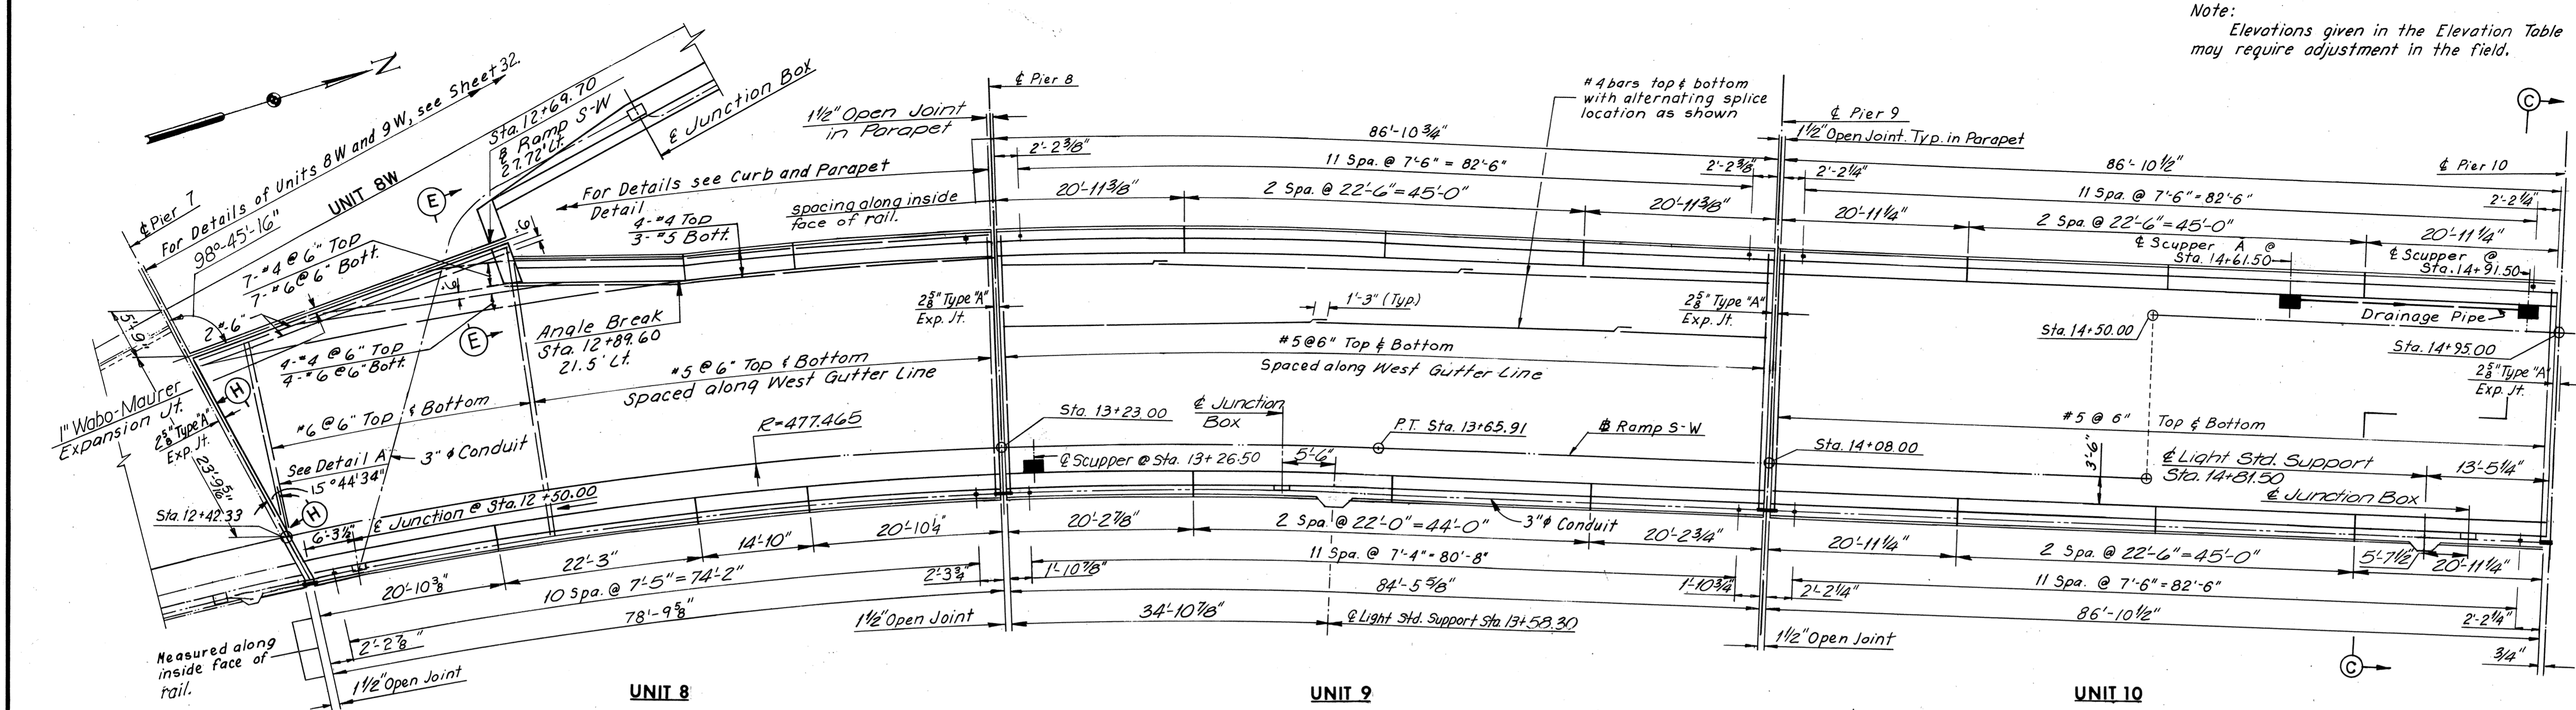 Note:
Elevations given in the Elevation Table
may require adjustment in the field.
N
For Details of Units 8W and 9W, see Sheet 32.
℄ Pier 7
98°-45'-16"
UNIT 8W
Sta. 12+69.70
℄ Ramp S-W
27.72' Lt.
℄ Junction Box
7-#4 @ 6" Top
7-#6 @ 6" Bott.
E
6"
6"
For Details see Curb and Parapet
Detail
4-#4 Top
3-#5 Bott.
spacing along inside
face of rail.
1½" Open Joint
in Parapet
℄ Pier 8
86'-10¾"
2'-2⅜"
11 Spa. @ 7'-6" = 82'-6"
2'-2⅜"
20'-11⅜"
2 Spa. @ 22'-6" = 45'-0"
20'-11⅜"
#4 bars top & bottom
with alternating splice
location as shown
℄ Pier 9
1½" Open Joint. Typ. in Parapet
86'-10½"
℄ Pier 10
C
2'-2¼"
11 Spa. @ 7'-6" = 82'-6"
2'-2¼"
20'-11¼"
2 Spa. @ 22'-6" = 45'-0"
20'-11¼"
℄ Scupper A @
Sta. 14+61.50
℄ Scupper @
Sta. 14+91.50
Drainage Pipe
Sta. 14+50.00
Sta. 14+95.00
2⅝" Type "A"
Exp. Jt.
5'-9"
4-#4 @ 6" Top
4-#6 @ 6" Bott.
E
Angle Break
Sta. 12+89.60
21.5' Lt.
2⅝" Type "A"
Exp. Jt.
1'-3" (Typ)
2⅝" Type "A"
Exp. Jt.
1" Wabo-Maurer
Expansion Jt.
2⅝" Type "A"
Exp. Jt.
H
23'-9 5/16"
#6 @ 6" Top & Bottom
#5 @ 6" Top & Bottom
Spaced along West Gutter Line
#5 @ 6" Top & Bottom
Spaced along West Gutter Line
#5 @ 6" Top & Bottom
See Detail A
3" ø Conduit
15°44'34"
H
R=477.465
Sta. 13+23.00
℄ Junction
Box
P.T. Sta. 13+65.91
℔ Ramp S-W
Sta. 14+08.00
3'-6"
℄ Light Std. Support
Sta. 14+81.50
13'-5¼"
℄ Junction Box
℄ Scupper @ Sta. 13+26.50
5'-6"
Sta. 12+42.33
6'-3½"
℄ Junction @ Sta. 12+50.00
20'-10⅜"
22'-3"
14'-10"
20'-10¼"
20'-2⅞"
2 Spa. @ 22'-0" = 44'-0"
3" ø Conduit
20'-2¾"
20'-11¼"
2 Spa. @ 22'-6" = 45'-0"
5'-7½"
20'-11¼"
10 Spa. @ 7'-5" = 74'-2"
2'-3¾"
1'-10⅞"
11 Spa. @ 7'-4" = 80'-8"
1'-10¾"
2'-2¼"
11 Spa. @ 7'-6" = 82'-6"
2'-2¼"
78'-9⅝"
84'-5⅝"
86'-10½"
1½" Open Joint
34'-10⅞"
℄ Light Std. Support Sta. 13+58.30
1½" Open Joint
C
¾"
Measured along
inside face of
rail.
2'-2⅞"
1½" Open Joint
UNIT 8
UNIT 9
UNIT 10